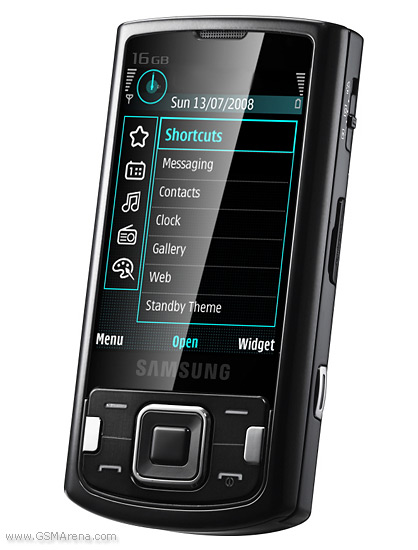 16GB
Sun 13/07/2008
Shortcuts
Messaging
Contacts
Clock
Gallery
Web
Standby Theme
Menu Open Widget
SAMSUNG
www.GSMArena.com